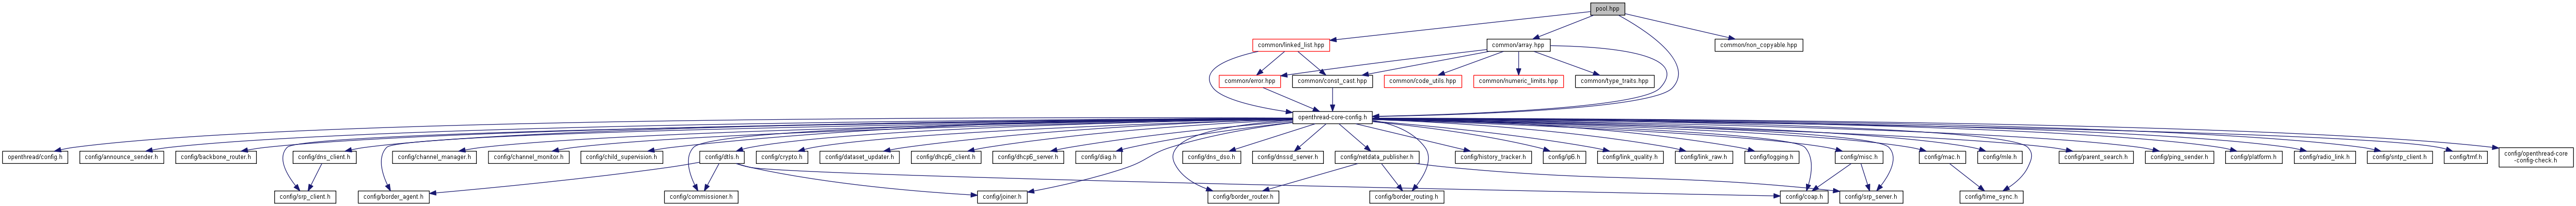 pool.hpp
common/linked_list.hpp
common/array.hpp
common/non_copyable.hpp
common/error.hpp
common/const_cast.hpp
common/code_utils.hpp
common/numeric_limits.hpp
common/type_traits.hpp
openthread-core-config.h
openthread/config.h
config/announce_sender.h
config/backbone_router.h
config/dns_client.h
config/channel_manager.h
config/channel_monitor.h
config/child_supervision.h
config/dtls.h
config/crypto.h
config/dataset_updater.h
config/dhcp6_client.h
config/dhcp6_server.h
config/diag.h
config/dns_dso.h
config/dnssd_server.h
config/netdata_publisher.h
config/history_tracker.h
config/ip6.h
config/link_quality.h
config/link_raw.h
config/logging.h
config/misc.h
config/mac.h
config/mle.h
config/parent_search.h
config/ping_sender.h
config/platform.h
config/radio_link.h
config/sntp_client.h
config/tmf.h
config/openthread-core
-config-check.h
config/srp_client.h
config/border_agent.h
config/commissioner.h
config/joiner.h
config/border_router.h
config/border_routing.h
config/coap.h
config/srp_server.h
config/time_sync.h